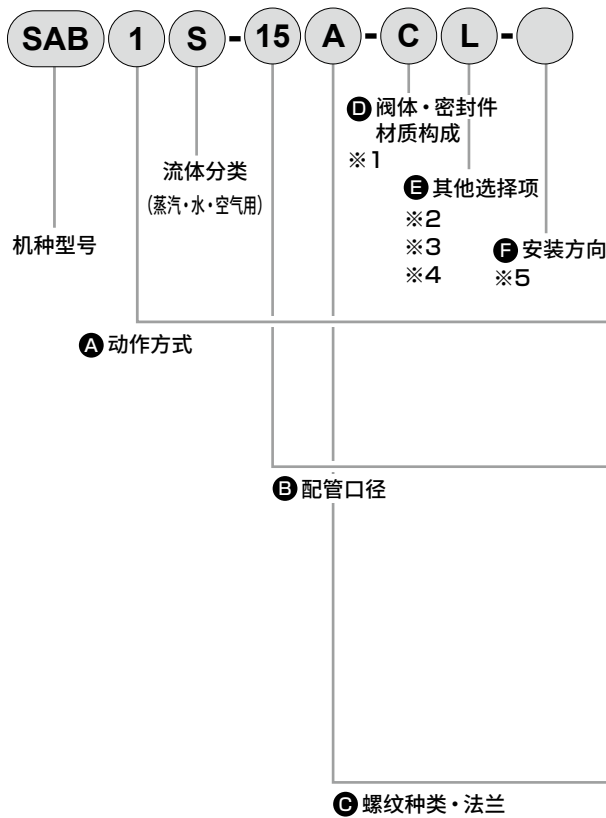 SAB 1 S - 15 A - C L -
D 阀体・密封件
材质构成
※1
流体分类
(蒸汽・水・空气用)
E 其他选择项
※2
※3
※4
机种型号
F 安装方向
※5
A 动作方式
B 配管口径
C 螺纹种类・法兰